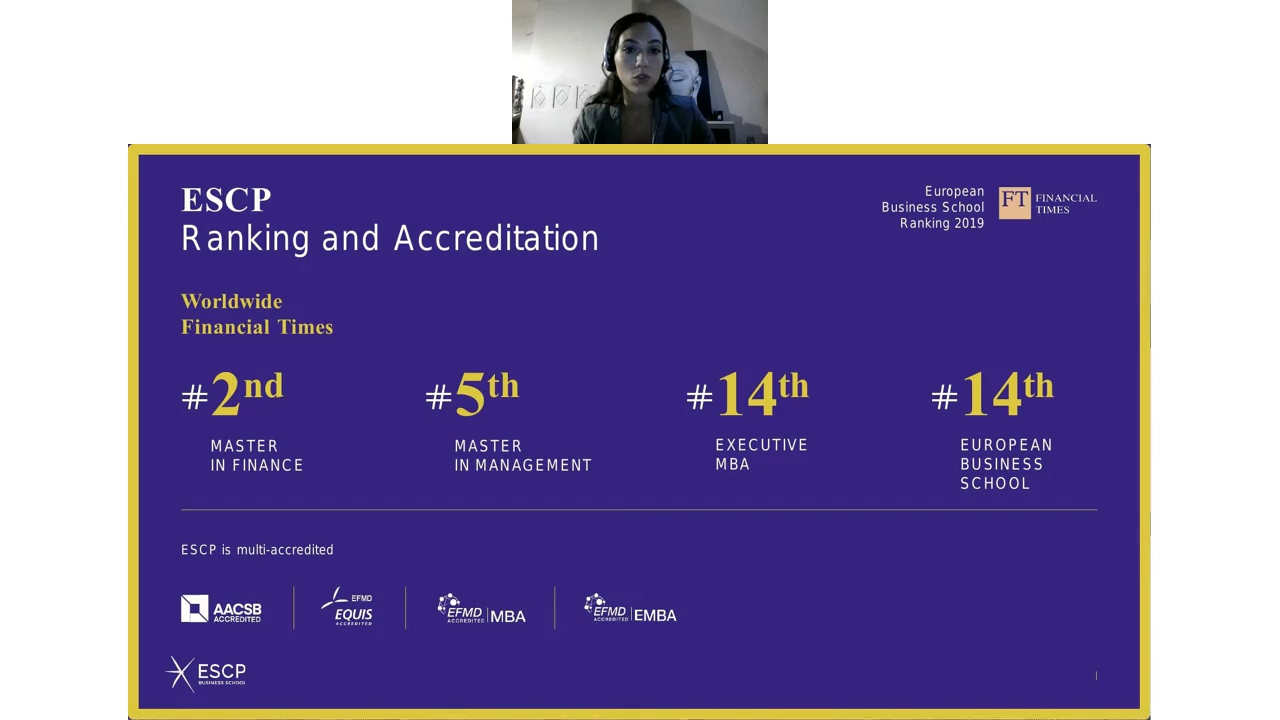 ESCP
Ranking and Accreditation
European
Business School
Ranking 2019
FT
FINANCIAL
TIMES
Worldwide
Financial Times
#2nd
MASTER
IN FINANCE
#5th
MASTER
IN MANAGEMENT
#14th
EXECUTIVE
MBA
#14th
EUROPEAN
BUSINESS
SCHOOL
ESCP is multi-accredited
AACSB
ACCREDITED
EFMD
EQUIS
ACCREDITED
EFMD
ACCREDITED
MBA
EFMD
ACCREDITED
EMBA
ESCP
BUSINESS SCHOOL